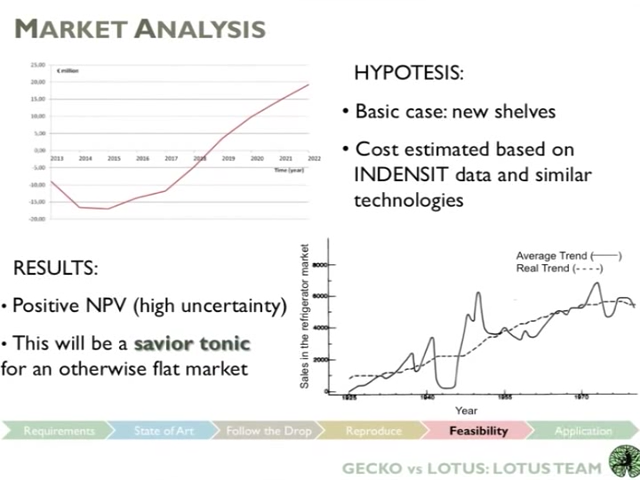 MARKET ANALYSIS
25,00
€ million
20,00
15,00
10,00
5,00
0,00
2013 2014 2015 2016 2017 2018 2019 2020 2021 2022
-5,00
Time (year)
-10,00
-15,00
-20,00
HYPOTESIS:
• Basic case: new shelves
• Cost estimated based on
INDENSIT data and similar
technologies
RESULTS:
• Positive NPV (high uncertainty)
• This will be a savior tonic
for an otherwise flat market
Sales in the refrigerator market
Average Trend (——)
Real Trend (- - - -)
8000
6000
4000
2000
0
1925 1940 1955 1970
Year
Requirements State of Art Follow the Drop Reproduce Feasibility Application
GECKO vs LOTUS: LOTUS TEAM